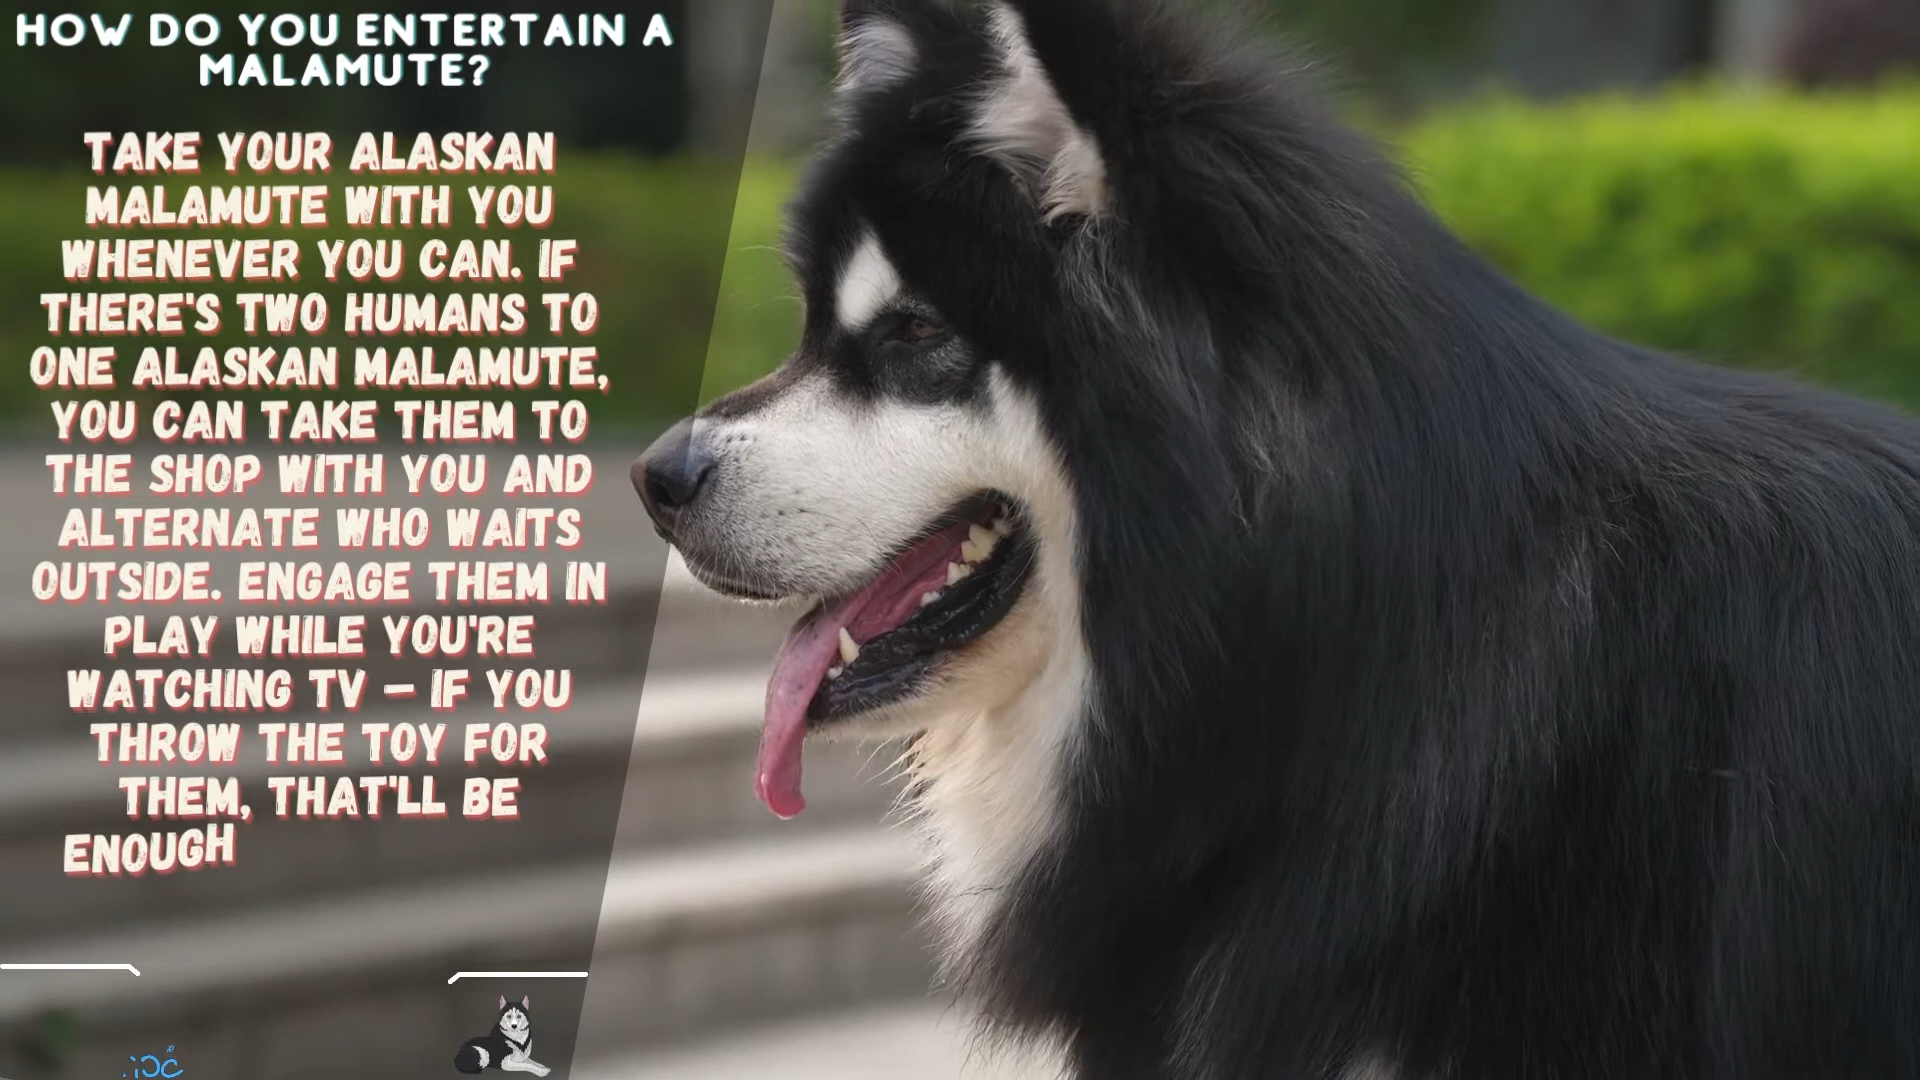 HOW DO YOU ENTERTAIN A
MALAMUTE?
TAKE YOUR ALASKAN
MALAMUTE WITH YOU
WHENEVER YOU CAN. IF
THERE'S TWO HUMANS TO
ONE ALASKAN MALAMUTE,
YOU CAN TAKE THEM TO
THE SHOP WITH YOU AND
ALTERNATE WHO WAITS
OUTSIDE. ENGAGE THEM IN
PLAY WHILE YOU'RE
WATCHING TV – IF YOU
THROW THE TOY FOR
THEM, THAT'LL BE
ENOUGH